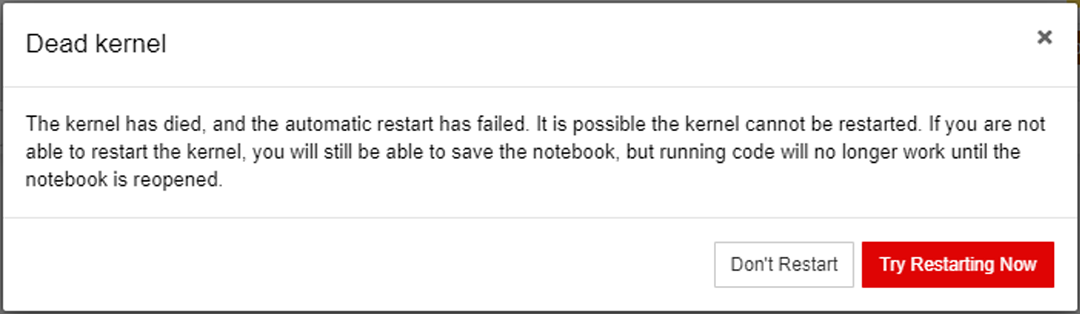 Dead kernel
×
The kernel has died, and the automatic restart has failed. It is possible the kernel cannot be restarted. If you are not
able to restart the kernel, you will still be able to save the notebook, but running code will no longer work until the
notebook is reopened.
Don't Restart
Try Restarting Now